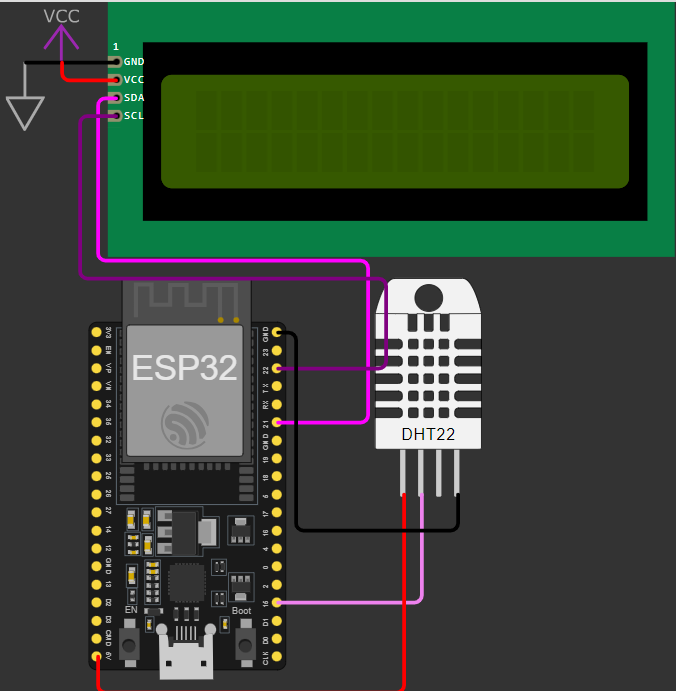 VCC
1
GND
VCC
SDA
SCL
ESP32
3V3
EN
VP
VN
34
35
32
33
25
26
27
14
12
GND
13
D2
D3
CMD
5V
GND
23
22
TX
RX
21
GND
19
18
5
17
16
4
0
2
15
D1
D0
CLK
EN
Boot
DHT22